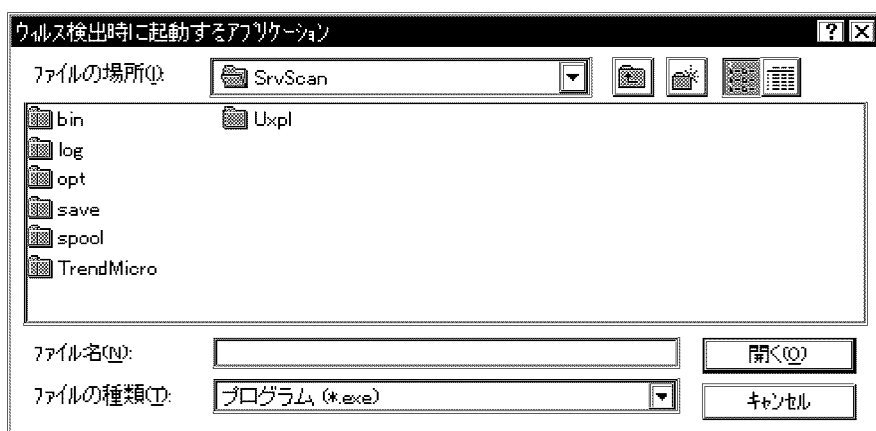 ウィルス検出時に起動するアプリケーション
ファイルの場所(I):
SrvScan
bin
Uxpl
log
opt
save
spool
TrendMicro
ファイル名(N):
開く(O)
ファイルの種類(T):
プログラム (*.exe)
キャンセル